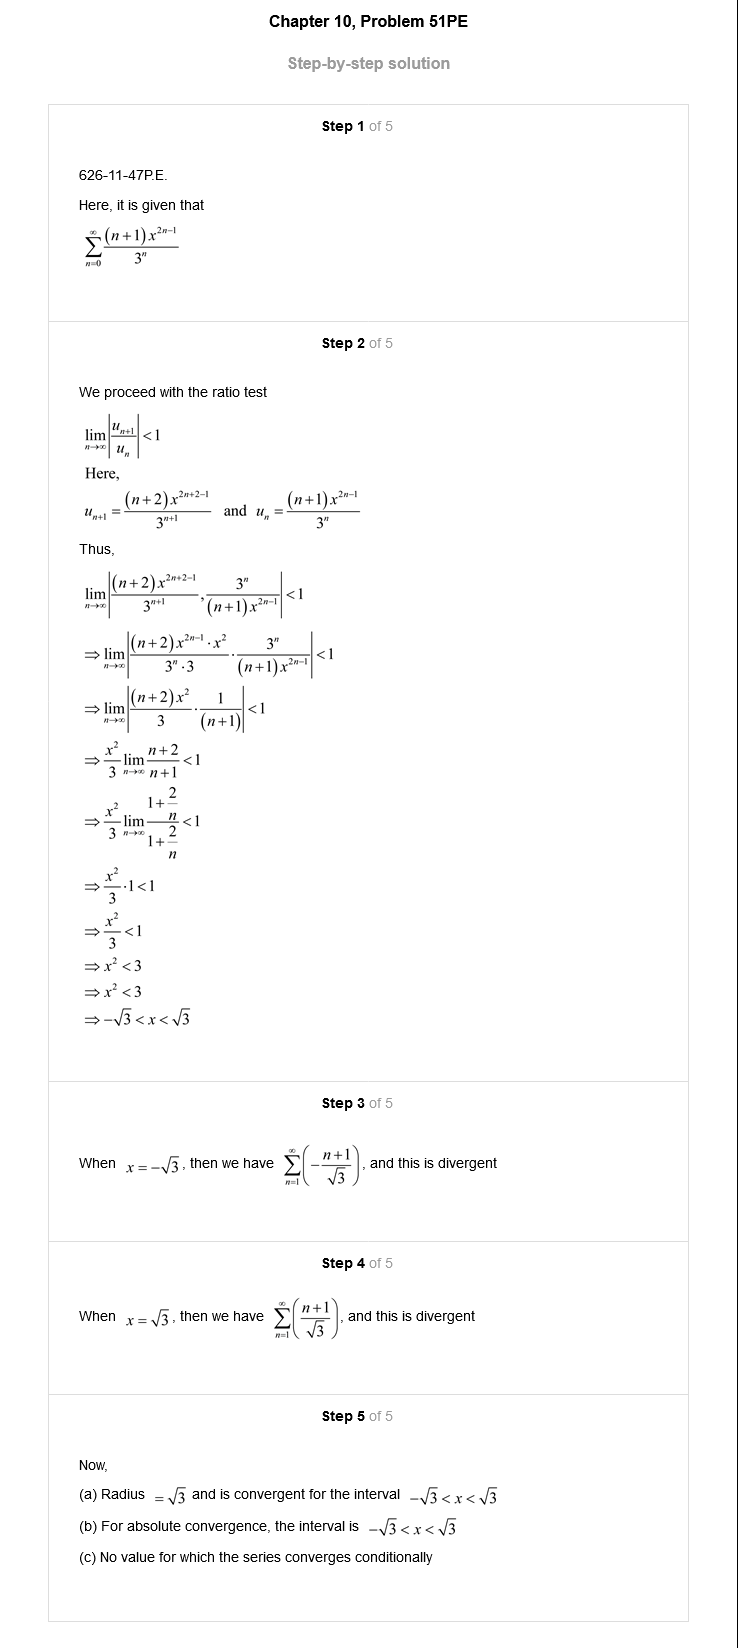 Chapter 10, Problem 51PE
Step-by-step solution
Step 1 of 5
626-11-47P.E.
Here, it is given that
\sum_{n=0}^{\infty} \frac{(n+1)x^{2n-1}}{3^n}
Step 2 of 5
We proceed with the ratio test
\lim_{n\to\infty} \left|\frac{u_{n+1}}{u_n}\right| < 1
Here,
u_{n+1} = \frac{(n+2)x^{2n+2-1}}{3^{n+1}} and u_n = \frac{(n+1)x^{2n-1}}{3^n}
Thus,
\lim_{n\to\infty} \left|\frac{(n+2)x^{2n+2-1}}{3^{n+1}}, \frac{3^n}{(n+1)x^{2n-1}}\right| < 1
\Rightarrow \lim_{n\to\infty} \left|\frac{(n+2)x^{2n-1} \cdot x^2}{3^n \cdot 3} \cdot \frac{3^n}{(n+1)x^{2n-1}}\right| < 1
\Rightarrow \lim_{n\to\infty} \left|\frac{(n+2)x^2}{3} \cdot \frac{1}{(n+1)}\right| < 1
\Rightarrow \frac{x^2}{3} \lim_{n\to\infty} \frac{n+2}{n+1} < 1
\Rightarrow \frac{x^2}{3} \lim_{n\to\infty} \frac{1+\frac{2}{n}}{1+\frac{2}{n}} < 1
\Rightarrow \frac{x^2}{3} \cdot 1 < 1
\Rightarrow \frac{x^2}{3} < 1
\Rightarrow x^2 < 3
\Rightarrow x^2 < 3
\Rightarrow -\sqrt{3} < x < \sqrt{3}
Step 3 of 5
When x = -\sqrt{3}, then we have \sum_{n=1}^{\infty} \left(-\frac{n+1}{\sqrt{3}}\right), and this is divergent
Step 4 of 5
When x = \sqrt{3}, then we have \sum_{n=1}^{\infty} \left(\frac{n+1}{\sqrt{3}}\right), and this is divergent
Step 5 of 5
Now,
(a) Radius = \sqrt{3} and is convergent for the interval -\sqrt{3} < x < \sqrt{3}
(b) For absolute convergence, the interval is -\sqrt{3} < x < \sqrt{3}
(c) No value for which the series converges conditionally